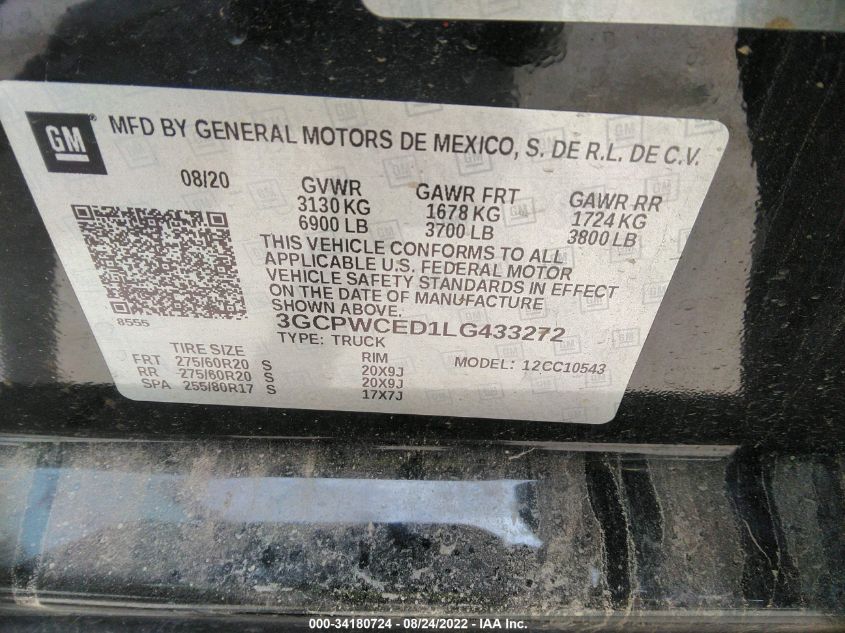 GM
MFD BY GENERAL MOTORS DE MEXICO, S. DE R.L. DE C.V.
08/20
GVWR
3130 KG
6900 LB
GAWR FRT
1678 KG
3700 LB
GAWR RR
1724 KG
3800 LB
THIS VEHICLE CONFORMS TO ALL
APPLICABLE U.S. FEDERAL MOTOR
VEHICLE SAFETY STANDARDS IN EFFECT
ON THE DATE OF MANUFACTURE
SHOWN ABOVE.
8555
3GCPWCED1LG433272
TYPE: TRUCK
MODEL: 12CC10543
TIRE SIZE RIM
FRT 275/60R20 S 20X9J
RR 275/60R20 S 20X9J
SPA 255/80R17 S 17X7J
000-34180724 - 08/24/2022 - IAA Inc.